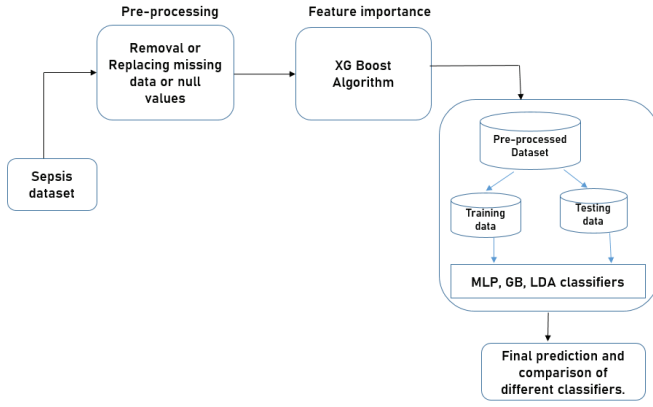 Pre-processing
Feature importance
Removal or
Replacing missing
data or null
values
XG Boost
Algorithm
Sepsis
dataset
Pre-processed
Dataset
Training
data
Testing
data
MLP, GB, LDA classifiers
Final prediction and
comparison of
different classifiers.